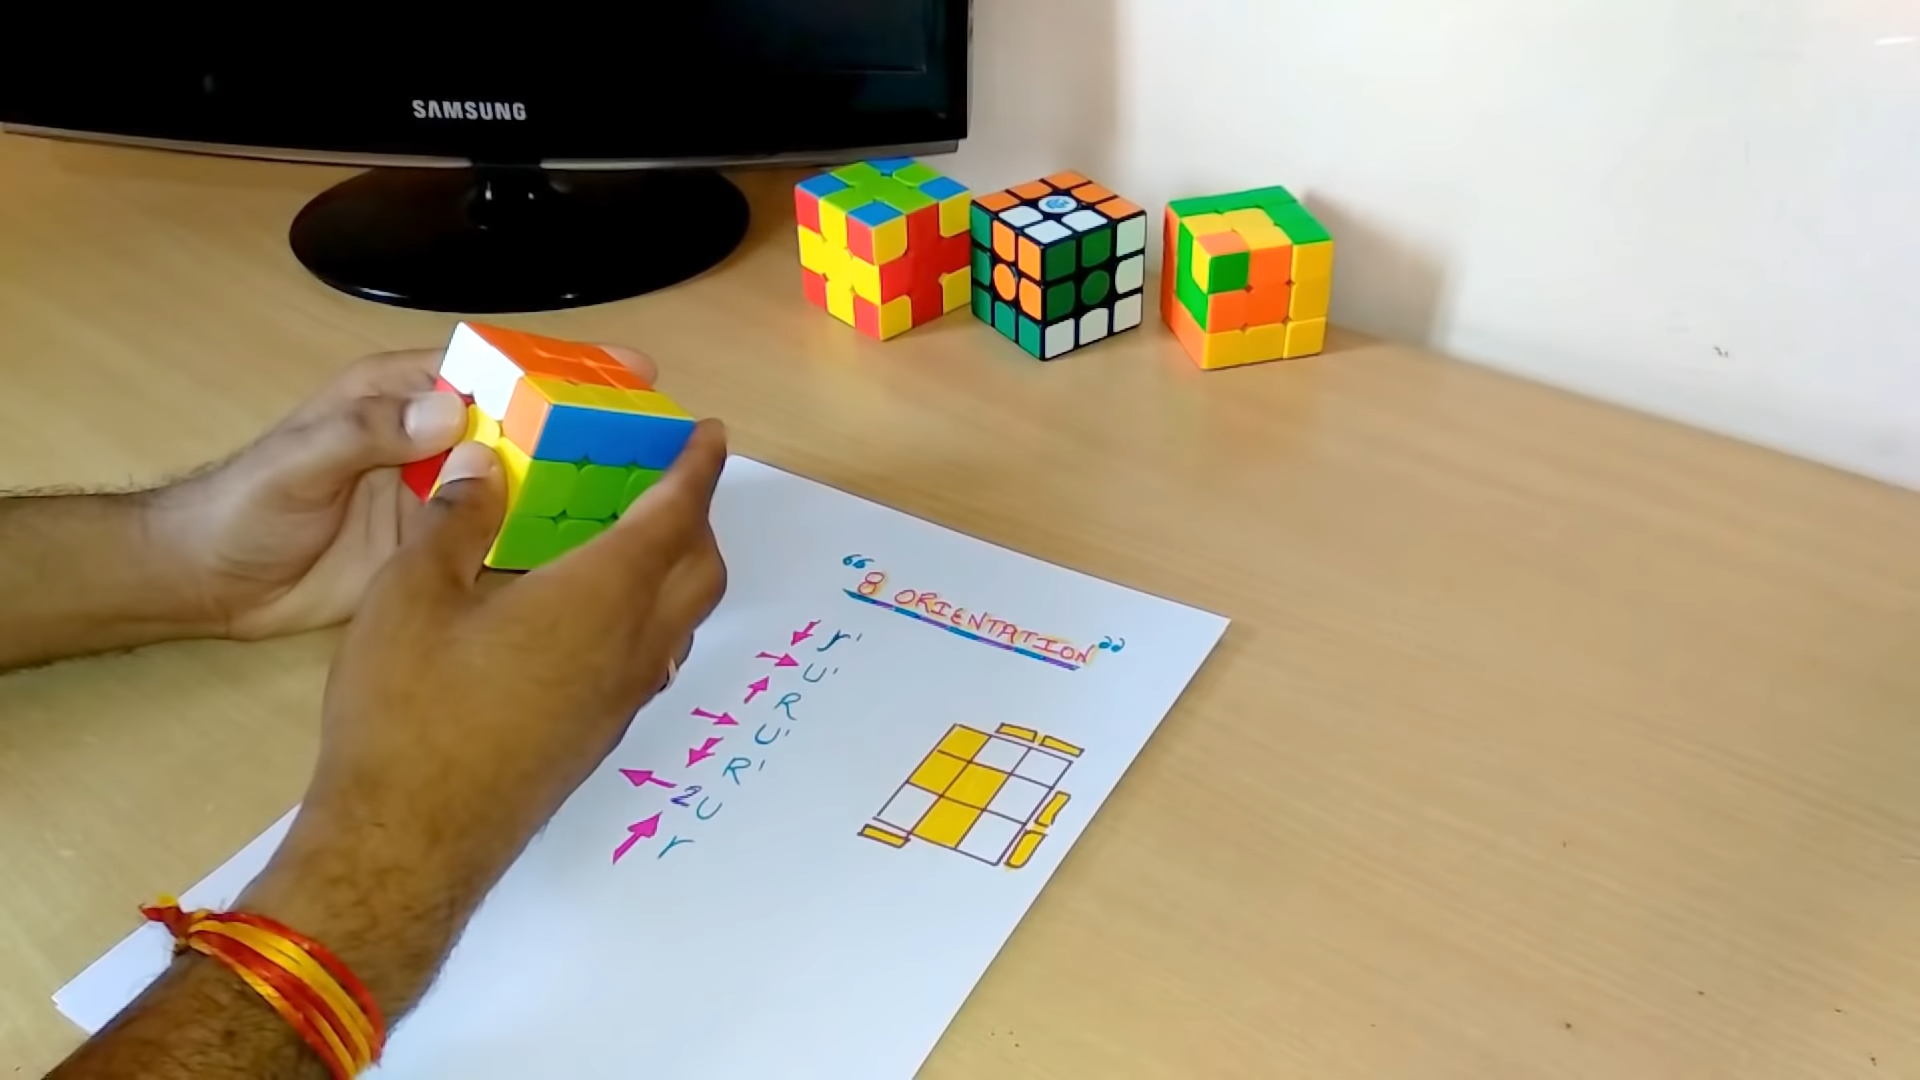 SAMSUNG
"8 ORIENTATION"
r'
U'
R
U'
R'
2U
r